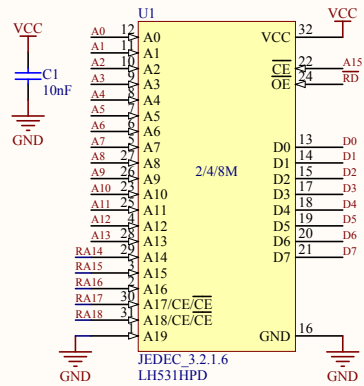 U1
VCC
C1
10nF
GND
A0 12 A0
A1 11 A1
A2 10 A2
A3 9 A3
A4 8 A4
A5 7 A5
A6 6 A6
A7 5 A7
A8 27 A8
A9 26 A9
A10 23 A10
A11 25 A11
A12 4 A12
A13 28 A13
RA14 29 A14
RA15 3 A15
RA16 2 A16
RA17 30 A17/CE/CE
RA18 31 A18/CE/CE
1 A19
GND
2/4/8M
VCC
VCC 32
CE 22 A15
OE 24 RD
D0 13 D0
D1 14 D1
D2 15 D2
D3 17 D3
D4 18 D4
D5 19 D5
D6 20 D6
D7 21 D7
GND 16
GND
JEDEC_3.2.1.6
LH531HPD